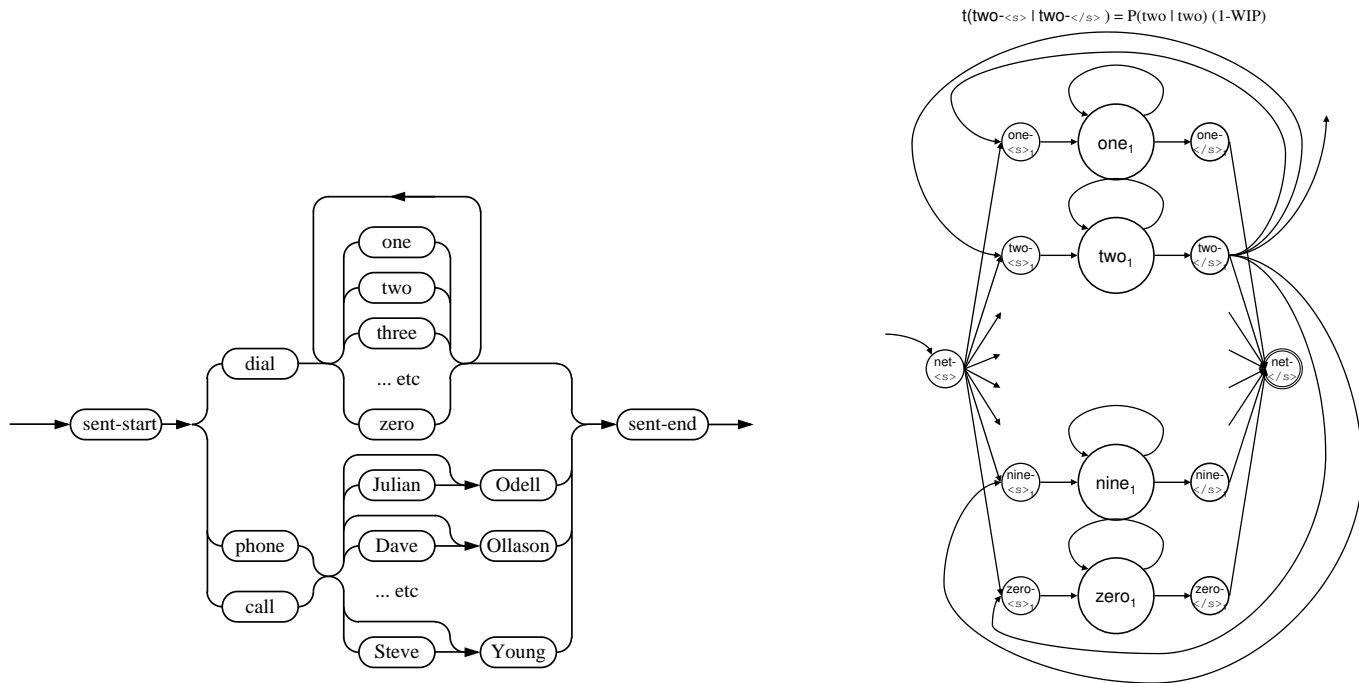 t(two-<s> | two-</s> ) = P(two | two) (1-WIP)
sent-start
dial
phone
call
one
two
three
... etc
zero
Julian
Odell
Dave
Ollason
... etc
Steve
Young
sent-end
one-
<s>1
one1
one-
</s>1
two-
<s>1
two1
two-
</s>1
net-
<s>
net-
</s>
nine-
<s>1
nine1
nine-
</s>1
zero-
<s>1
zero1
zero-
</s>1